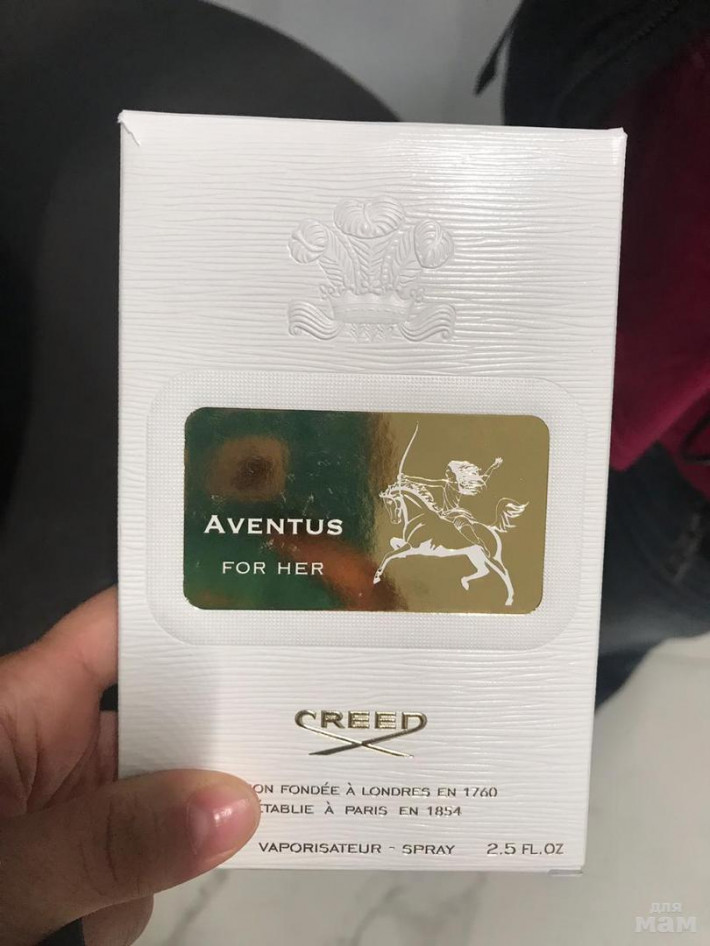 AVENTUS
FOR HER
CREED
ON FONDÉE À LONDRES EN 1760
ÉTABLIE À PARIS EN 1854
VAPORISATEUR - SPRAY 2.5 FL.OZ
для
мам